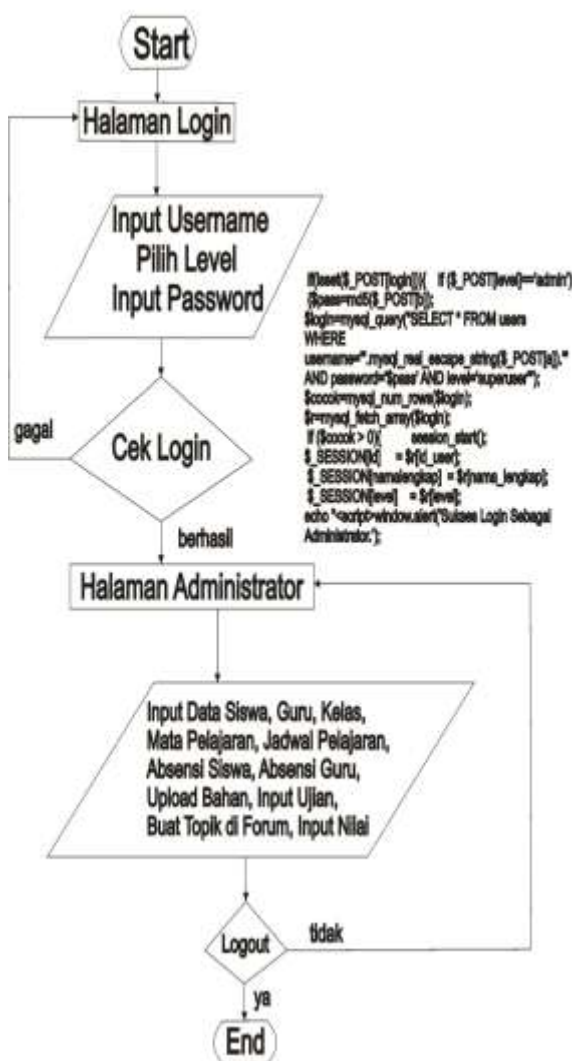 Start
Halaman Login
Input Username
Pilih Level
Input Password
if(isset($_POST[login])){ if ($_POST[level]=='admin')
{$pass=md5($_POST[b]);
$login=mysql_query("SELECT * FROM users
WHERE
username='".mysql_real_escape_string($_POST[a])."'
AND password='$pass' AND level='superuser'");
$cocok=mysql_num_rows($login);
$r=mysql_fetch_array($login);
if ($cocok > 0){ session_start();
$_SESSION[id] = $r[id_user];
$_SESSION[namalengkap] = $r[nama_lengkap];
$_SESSION[level] = $r[level];
echo "<script>window.alert('Sukses Login Sebagai
Administrator.');
gagal
Cek Login
berhasil
Halaman Administrator
Input Data Siswa, Guru, Kelas,
Mata Pelajaran, Jadwal Pelajaran,
Absensi Siswa, Absensi Guru,
Upload Bahan, Input Ujian,
Buat Topik di Forum, Input Nilai
Logout
tidak
ya
End